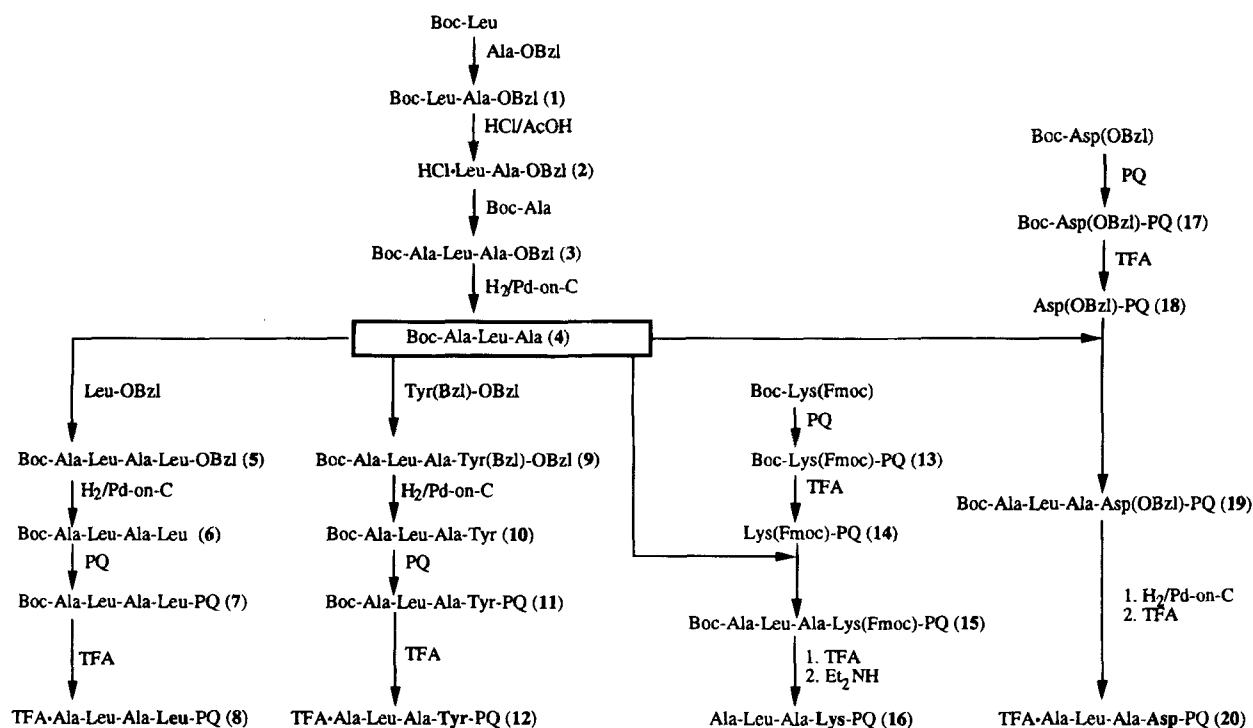 Boc-Leu
Ala-OBzl
Boc-Leu-Ala-OBzl (1)
HCl/AcOH
HCl•Leu-Ala-OBzl (2)
Boc-Ala
Boc-Ala-Leu-Ala-OBzl (3)
H2/Pd-on-C
Boc-Ala-Leu-Ala (4)
Boc-Asp(OBzl)
PQ
Boc-Asp(OBzl)-PQ (17)
TFA
Asp(OBzl)-PQ (18)
Leu-OBzl
Boc-Ala-Leu-Ala-Leu-OBzl (5)
H2/Pd-on-C
Boc-Ala-Leu-Ala-Leu (6)
PQ
Boc-Ala-Leu-Ala-Leu-PQ (7)
TFA
TFA•Ala-Leu-Ala-Leu-PQ (8)
Tyr(Bzl)-OBzl
Boc-Ala-Leu-Ala-Tyr(Bzl)-OBzl (9)
H2/Pd-on-C
Boc-Ala-Leu-Ala-Tyr (10)
PQ
Boc-Ala-Leu-Ala-Tyr-PQ (11)
TFA
TFA•Ala-Leu-Ala-Tyr-PQ (12)
Boc-Lys(Fmoc)
PQ
Boc-Lys(Fmoc)-PQ (13)
TFA
Lys(Fmoc)-PQ (14)
Boc-Ala-Leu-Ala-Lys(Fmoc)-PQ (15)
1. TFA
2. Et2NH
Ala-Leu-Ala-Lys-PQ (16)
Boc-Ala-Leu-Ala-Asp(OBzl)-PQ (19)
1. H2/Pd-on-C
2. TFA
TFA•Ala-Leu-Ala-Asp-PQ (20)